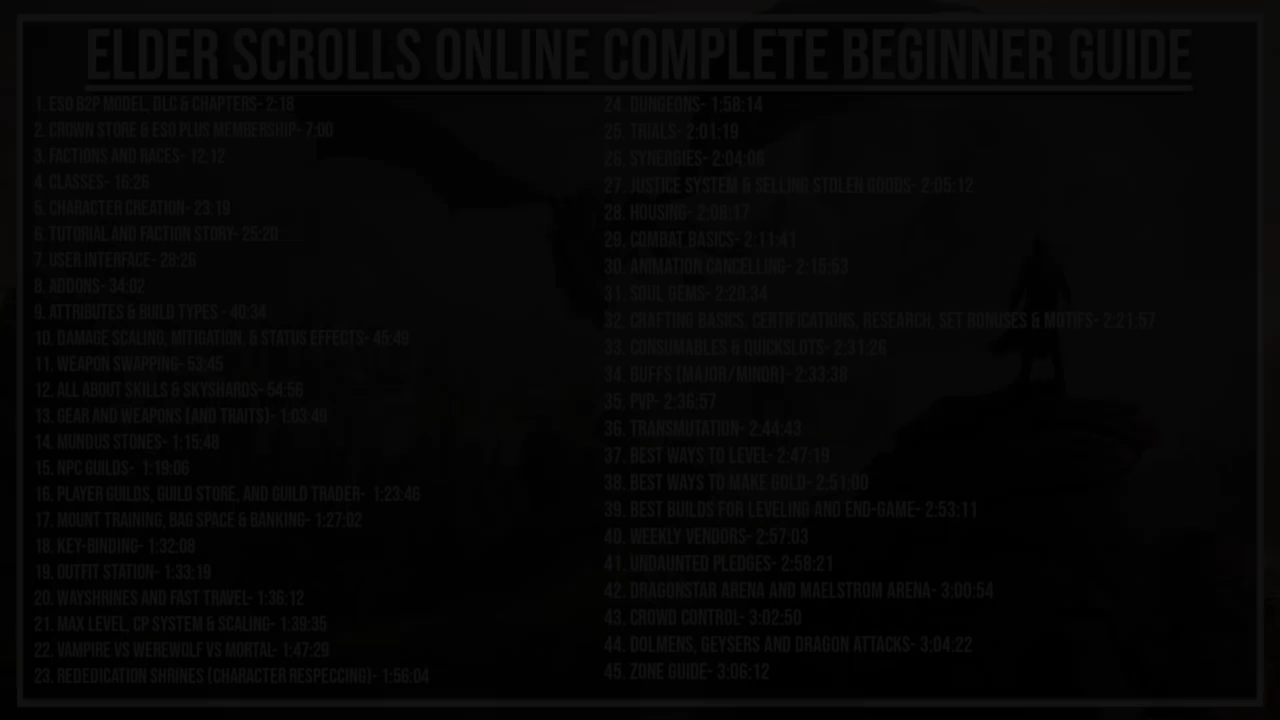 ELDER SCROLLS ONLINE COMPLETE BEGINNER GUIDE
1. ESO B2P MODEL, DLC & CHAPTERS- 2:18
2. CROWN STORE & ESO PLUS MEMBERSHIP- 7:00
3. FACTIONS AND RACES- 12:12
4. CLASSES- 16:26
5. CHARACTER CREATION- 23:19
6. TUTORIAL AND FACTION STORY- 25:20
7. USER INTERFACE- 28:26
8. ADDONS- 34:02
9. ATTRIBUTES & BUILD TYPES - 40:34
10. DAMAGE SCALING, MITIGATION, & STATUS EFFECTS- 45:49
11. WEAPON SWAPPING- 53:45
12. ALL ABOUT SKILLS & SKYSHARDS- 54:56
13. GEAR AND WEAPONS (AND TRAITS)- 1:03:49
14. MUNDUS STONES- 1:15:48
15. NPC GUILDS- 1:19:06
16. PLAYER GUILDS, GUILD STORE, AND GUILD TRADER- 1:23:46
17. MOUNT TRAINING, BAG SPACE & BANKING- 1:27:02
18. KEY-BINDING- 1:32:08
19. OUTFIT STATION- 1:33:19
20. WAYSHRINES AND FAST TRAVEL- 1:36:12
21. MAX LEVEL, CP SYSTEM & SCALING- 1:39:35
22. VAMPIRE VS WEREWOLF VS MORTAL- 1:47:29
23. REDEDICATION SHRINES (CHARACTER RESPECCING)- 1:56:04
24. DUNGEONS- 1:58:14
25. TRIALS- 2:01:19
26. SYNERGIES- 2:04:06
27. JUSTICE SYSTEM & SELLING STOLEN GOODS- 2:05:12
28. HOUSING- 2:08:17
29. COMBAT BASICS- 2:11:41
30. ANIMATION CANCELLING- 2:15:53
31. SOUL GEMS- 2:20:34
32. CRAFTING BASICS, CERTIFICATIONS, RESEARCH, SET BONUSES & MOTIFS- 2:21:57
33. CONSUMABLES & QUICKSLOTS- 2:31:26
34. BUFFS (MAJOR/MINOR)- 2:33:38
35. PVP- 2:36:57
36. TRANSMUTATION- 2:44:43
37. BEST WAYS TO LEVEL- 2:47:19
38. BEST WAYS TO MAKE GOLD- 2:51:00
39. BEST BUILDS FOR LEVELING AND END-GAME- 2:53:11
40. WEEKLY VENDORS- 2:57:03
41. UNDAUNTED PLEDGES- 2:58:21
42. DRAGONSTAR ARENA AND MAELSTROM ARENA- 3:00:54
43. CROWD CONTROL- 3:02:50
44. DOLMENS, GEYSERS AND DRAGON ATTACKS- 3:04:22
45. ZONE GUIDE- 3:06:12